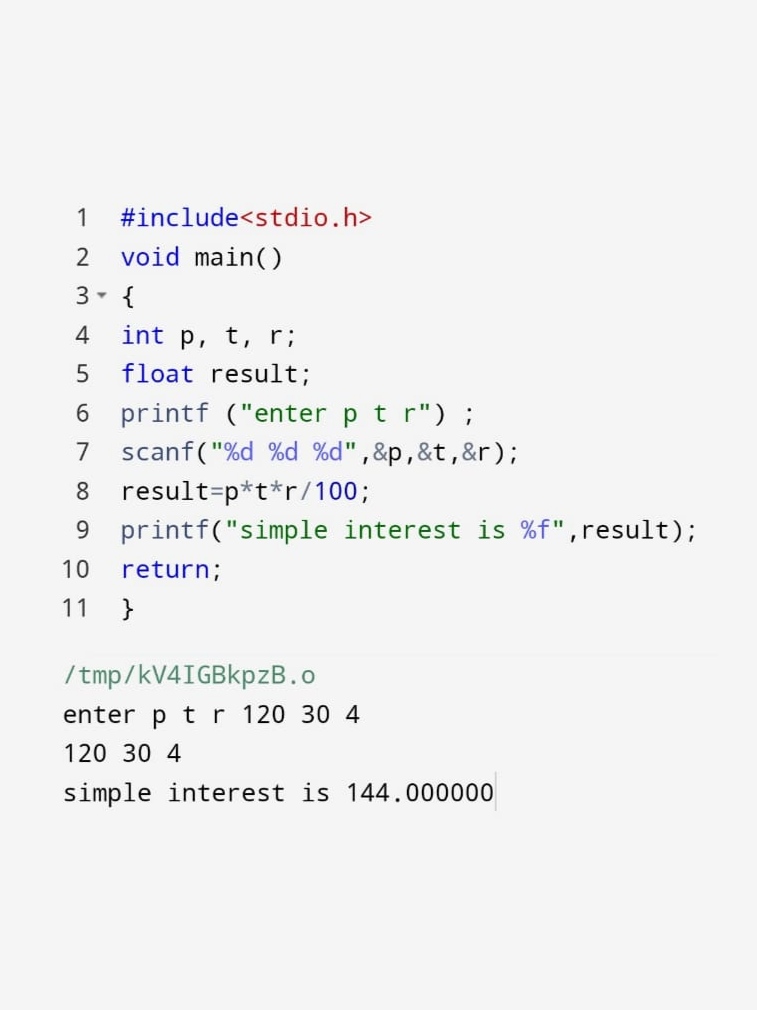 1 #include<stdio.h>
2 void main()
3 {
4 int p, t, r;
5 float result;
6 printf ("enter p t r") ;
7 scanf("%d %d %d",&p,&t,&r);
8 result=p*t*r/100;
9 printf("simple interest is %f",result);
10 return;
11 }
/tmp/kV4IGBkpzB.o
enter p t r 120 30 4
120 30 4
simple interest is 144.000000